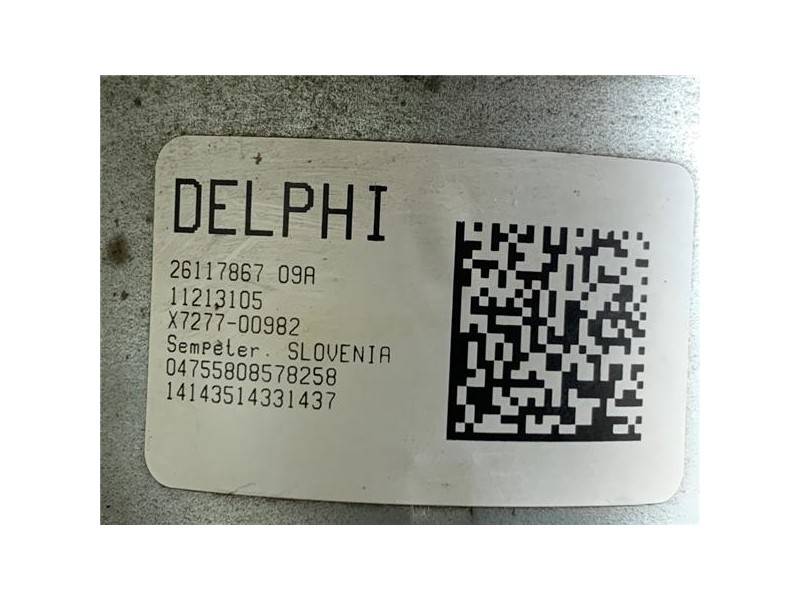 DELPHI
26117867 09A
11213105
X7277-00982
Sempeter. SLOVENIA
04755808578258
14143514331437